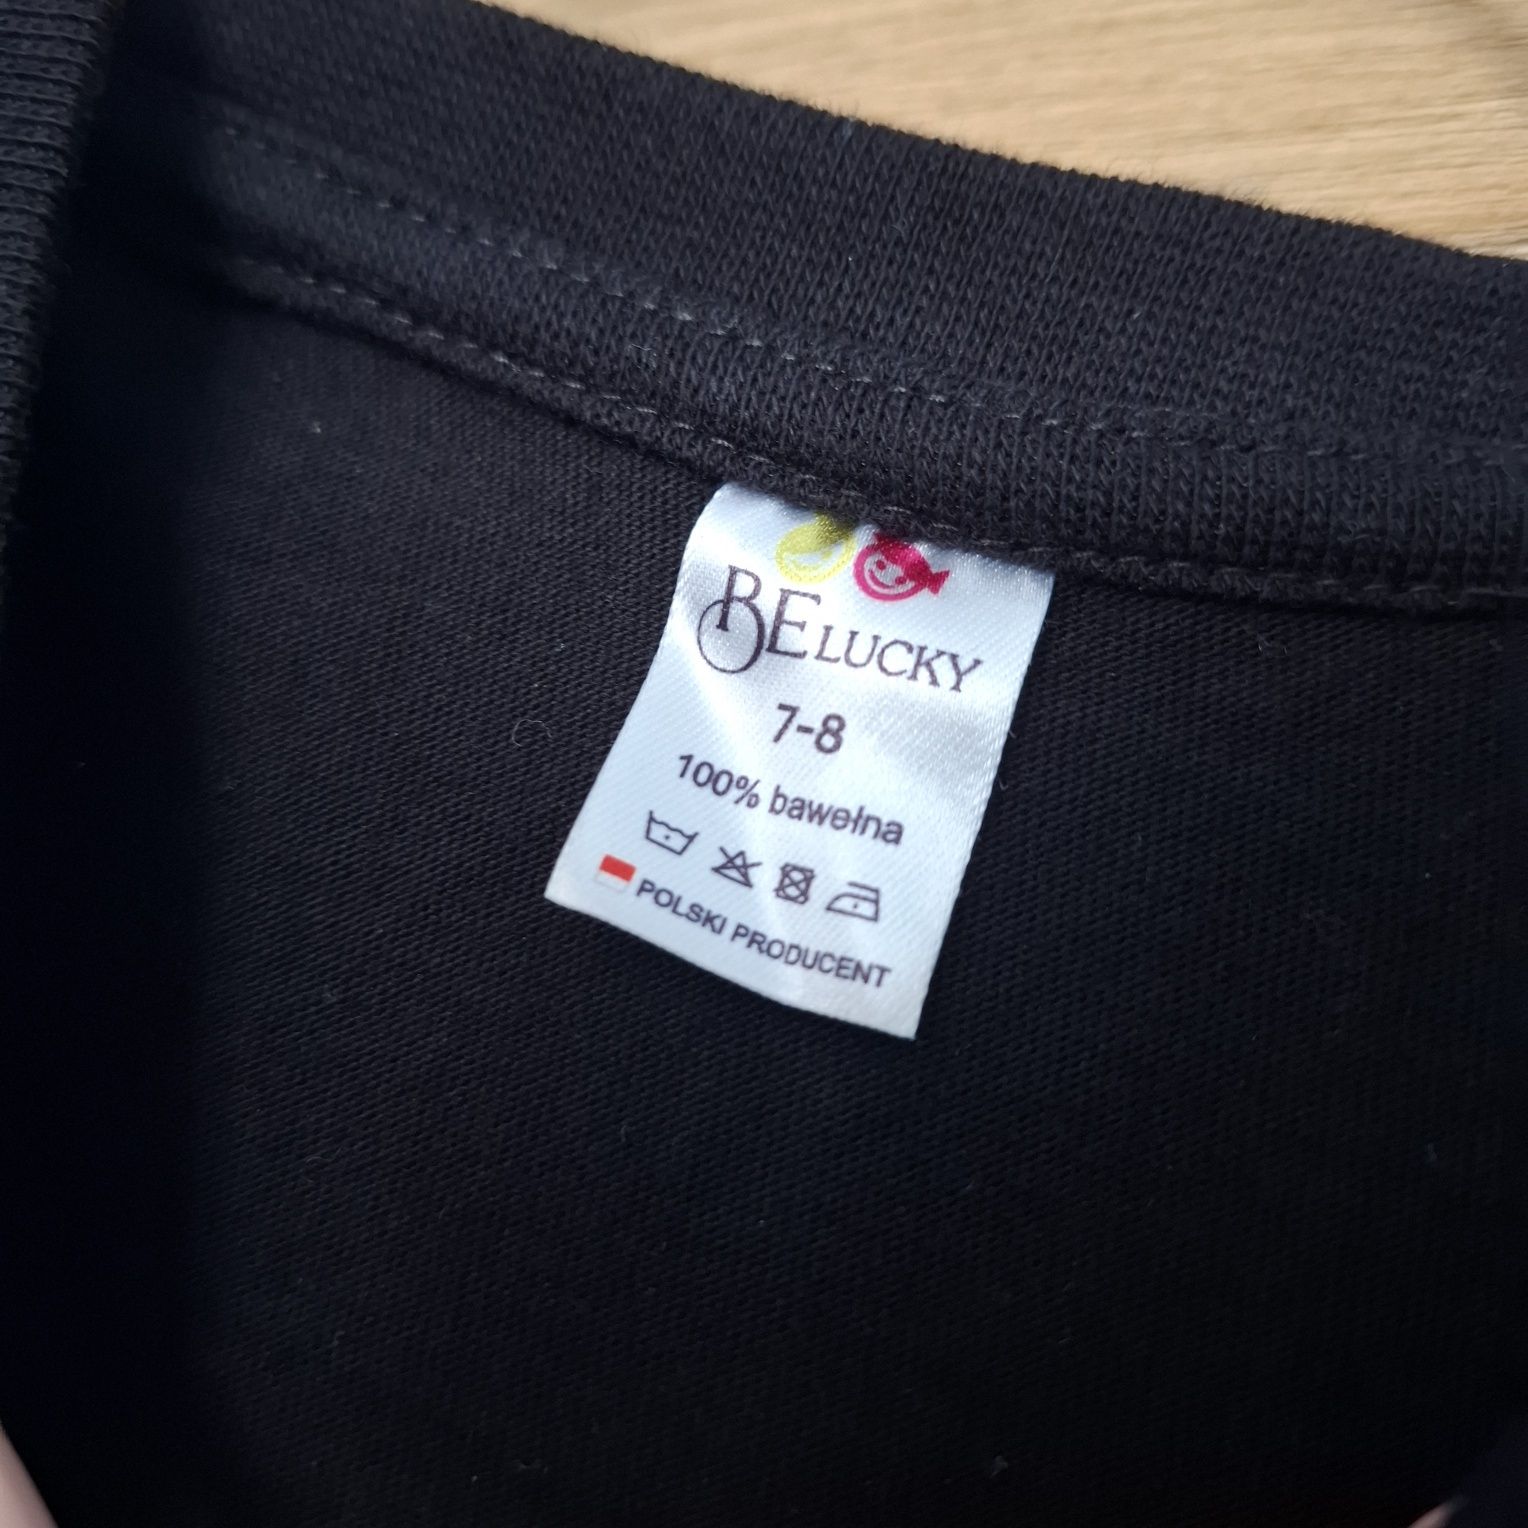 BELUCKY
7-8
100% bawełna
POLSKI PRODUCENT